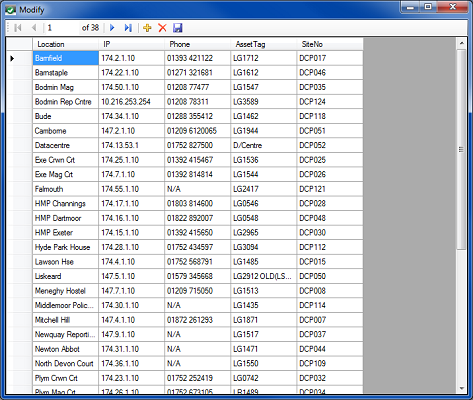 Modify
1 of 38
Location IP Phone AssetTag SiteNo
Barnfield 174.2.1.10 01393 421122 LG1712 DCP017
Barnstaple 174.22.1.10 01271 321681 LG1612 DCP046
Bodmin Mag 174.50.1.10 01208 77477 LG1547 DCP035
Bodmin Rep Cntre 10.216.253.254 01208 78311 LG3589 DCP124
Bude 174.34.1.10 01288 355412 LG1462 DCP118
Camborne 147.2.1.10 01209 6120065 LG1944 DCP051
Datacentre 174.13.53.1 01752 827500 D/Centre DCP052
Exe Crwn Crt 174.25.1.10 01392 415467 LG1536 DCP025
Exe Mag Crt 174.7.1.10 01392 814814 LG1544 DCP026
Falmouth 174.55.1.10 N/A LG2417 DCP121
HMP Channings 174.17.1.10 01803 814600 LG0546 DCP028
HMP Dartmoor 174.16.1.10 01822 892007 LG0548 DCP048
HMP Exeter 174.15.1.10 01392 415650 LG2965 DCP030
Hyde Park House 174.28.1.10 01752 434597 LG3094 DCP112
Lawson Hse 174.4.1.10 01752 568791 LG1485 DCP015
Liskeard 147.5.1.10 01579 345668 LG2912 OLD(LS... DCP050
Meneghy Hostel 147.7.1.10 01209 715050 LG1513 DCP008
Middlemoor Polic... 174.30.1.10 N/A LG1435 DCP114
Mitchell Hill 147.4.1.10 01872 261293 LG1871 DCP007
Newquay Reporti... 147.9.1.10 N/A LG1517 DCP037
Newton Abbot 174.31.1.10 N/A LG1471 DCP044
North Devon Court 174.36.1.10 N/A LG1550 DCP109
Plym Crwn Crt 174.23.1.10 01752 252419 LG0742 DCP032
Plym Mag Crt 174.26.1.10 01752 673105 LR1489 DCP034